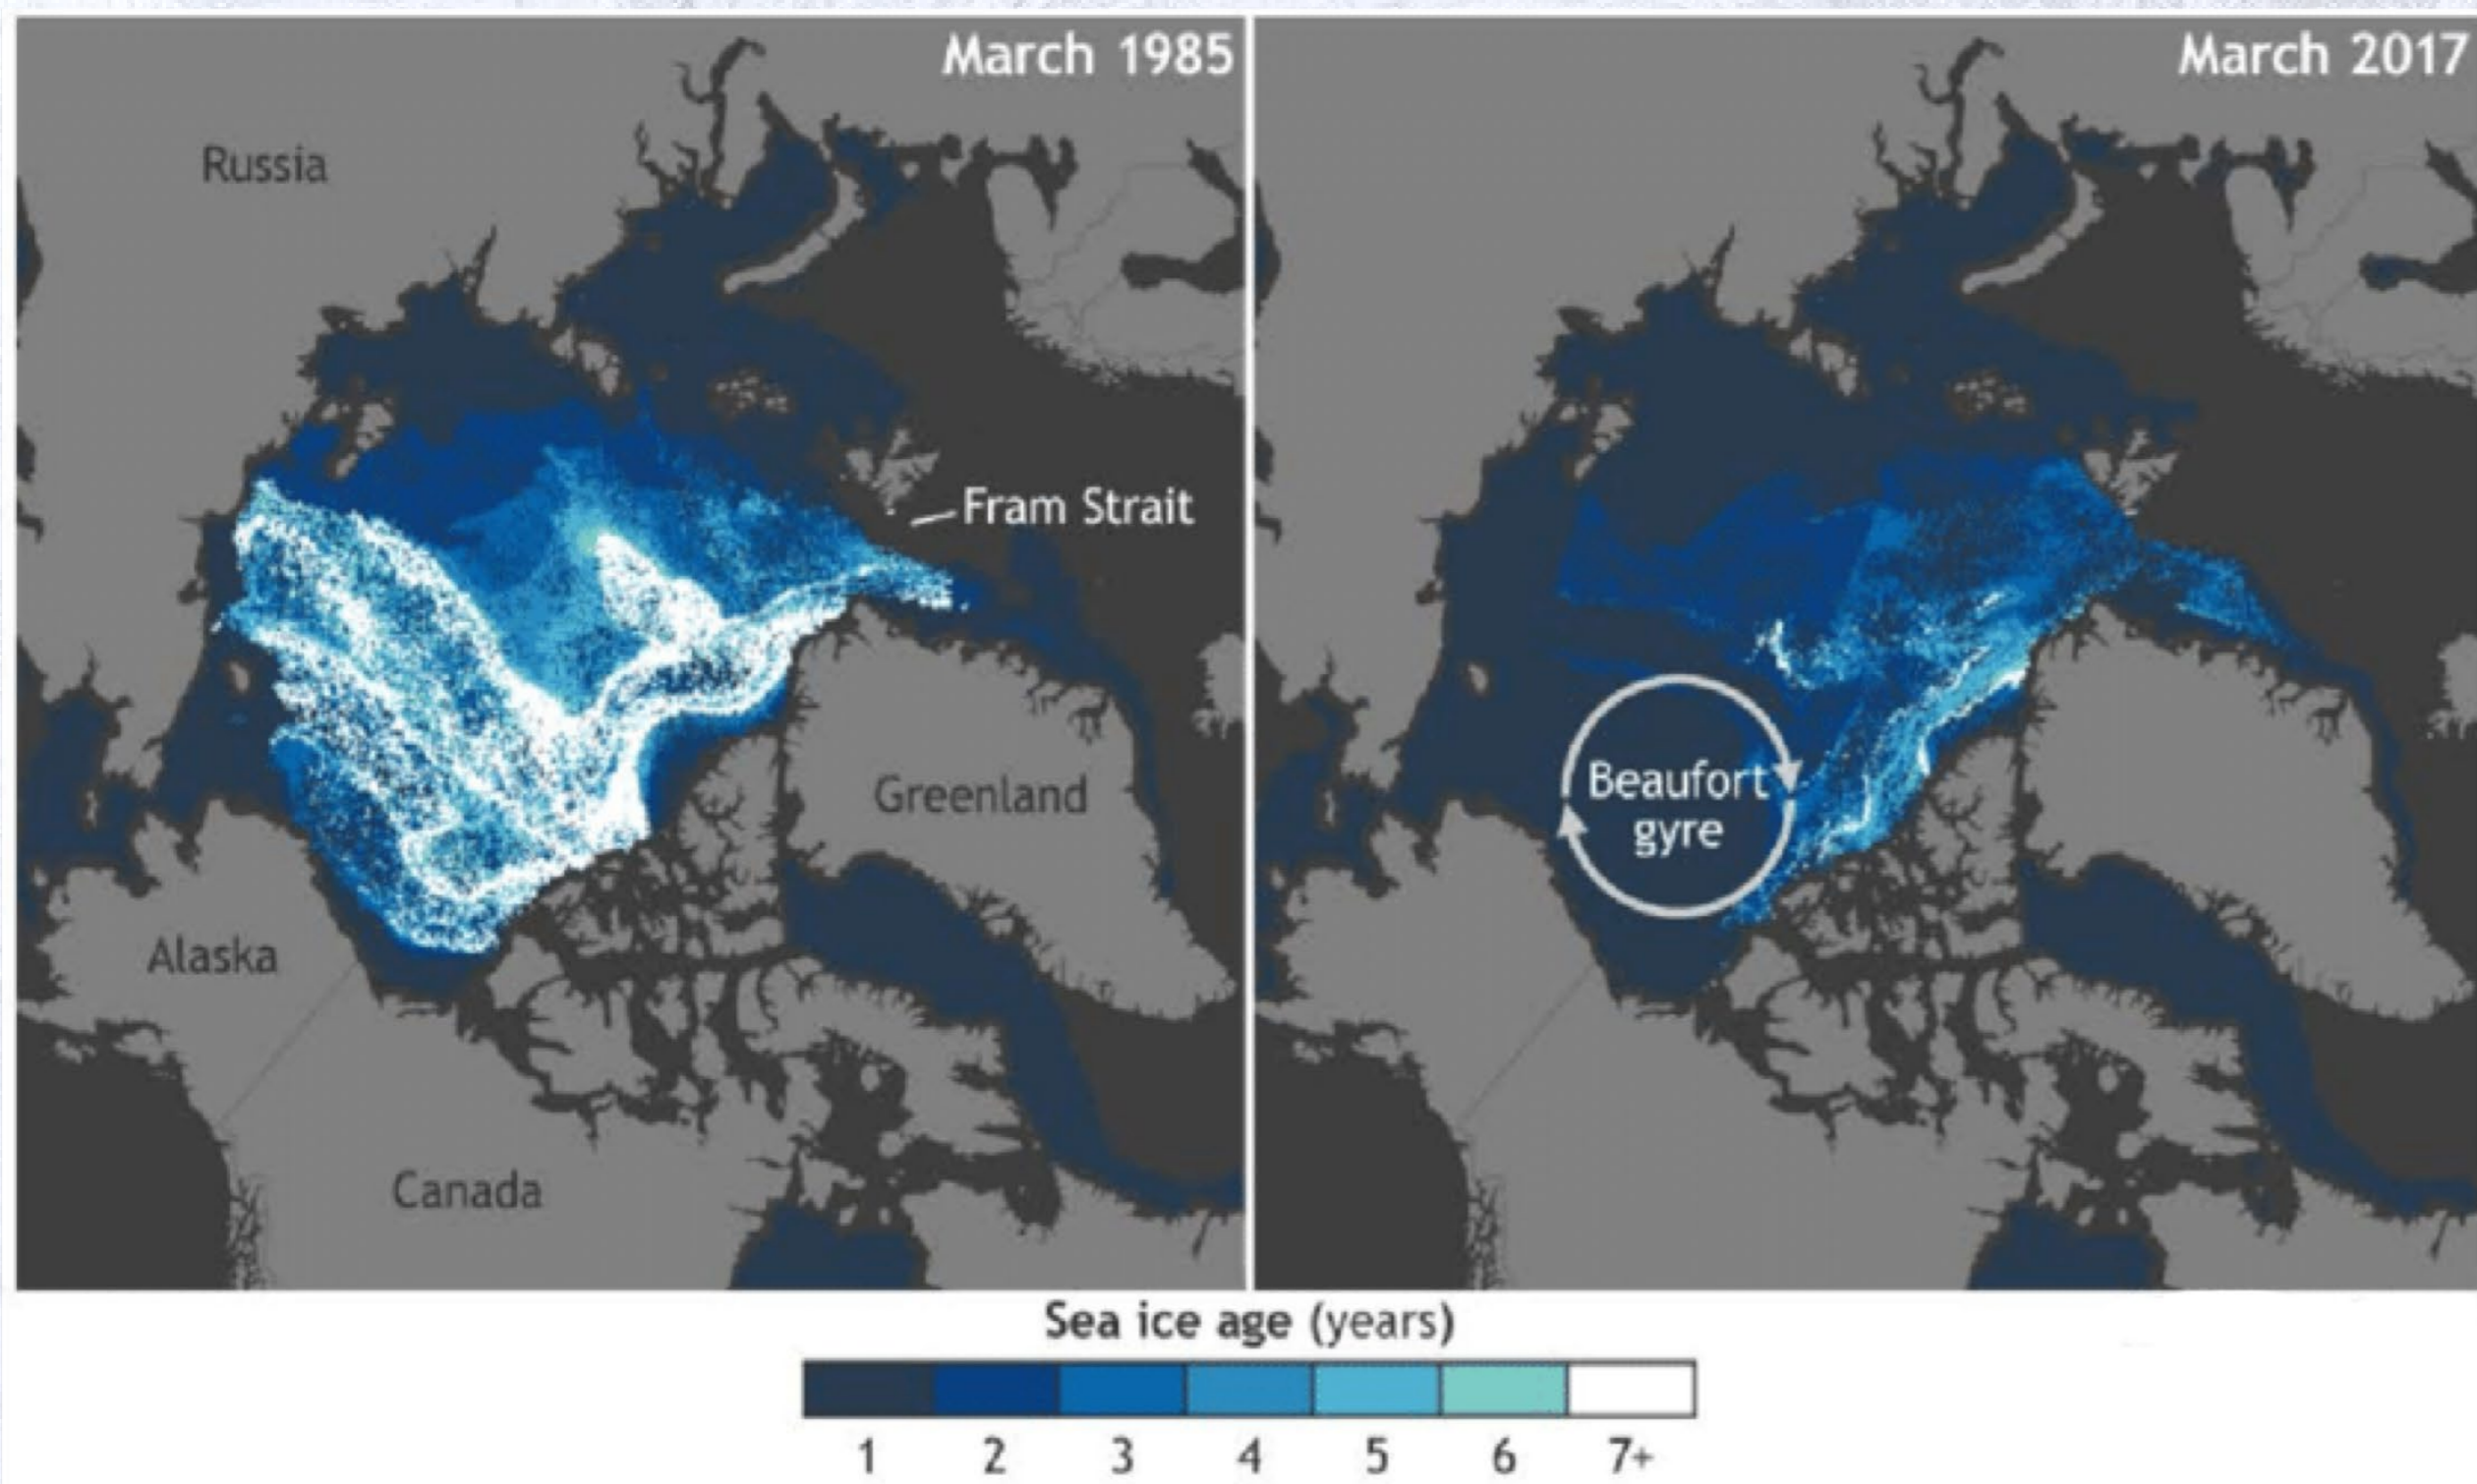 March 1985
March 2017
Russia
Fram Strait
Greenland
Beaufort
gyre
Alaska
Canada
Sea ice age (years)
1 2 3 4 5 6 7+